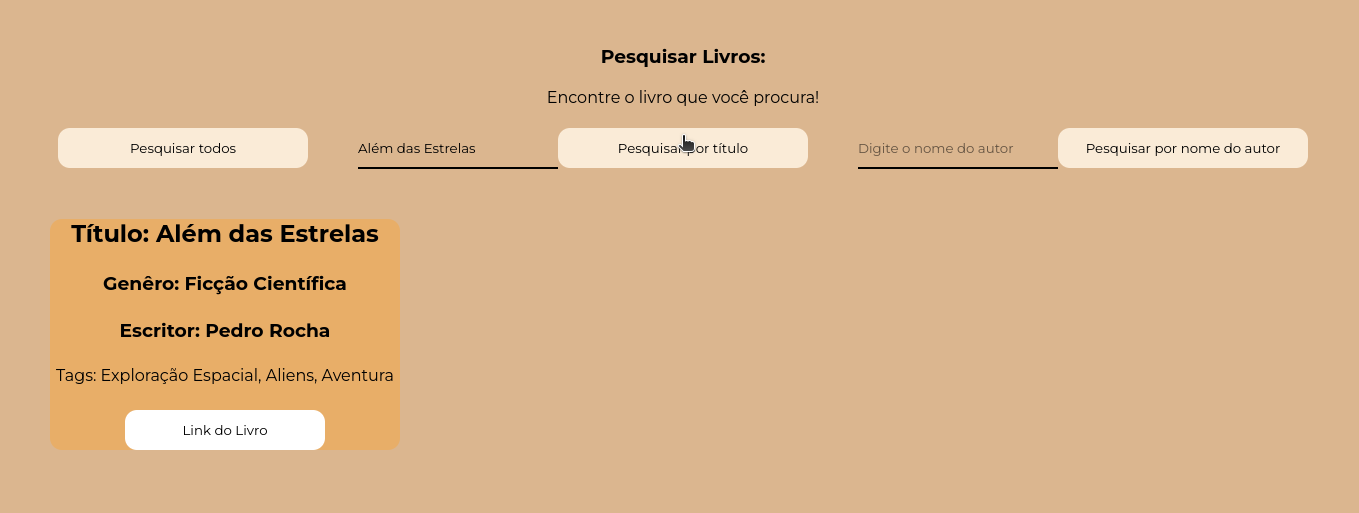 Pesquisar Livros:
Encontre o livro que você procura!
Pesquisar todos
Além das Estrelas
Pesquisar por título
Digite o nome do autor
Pesquisar por nome do autor
Título: Além das Estrelas
Genêro: Ficção Científica
Escritor: Pedro Rocha
Tags: Exploração Espacial, Aliens, Aventura
Link do Livro